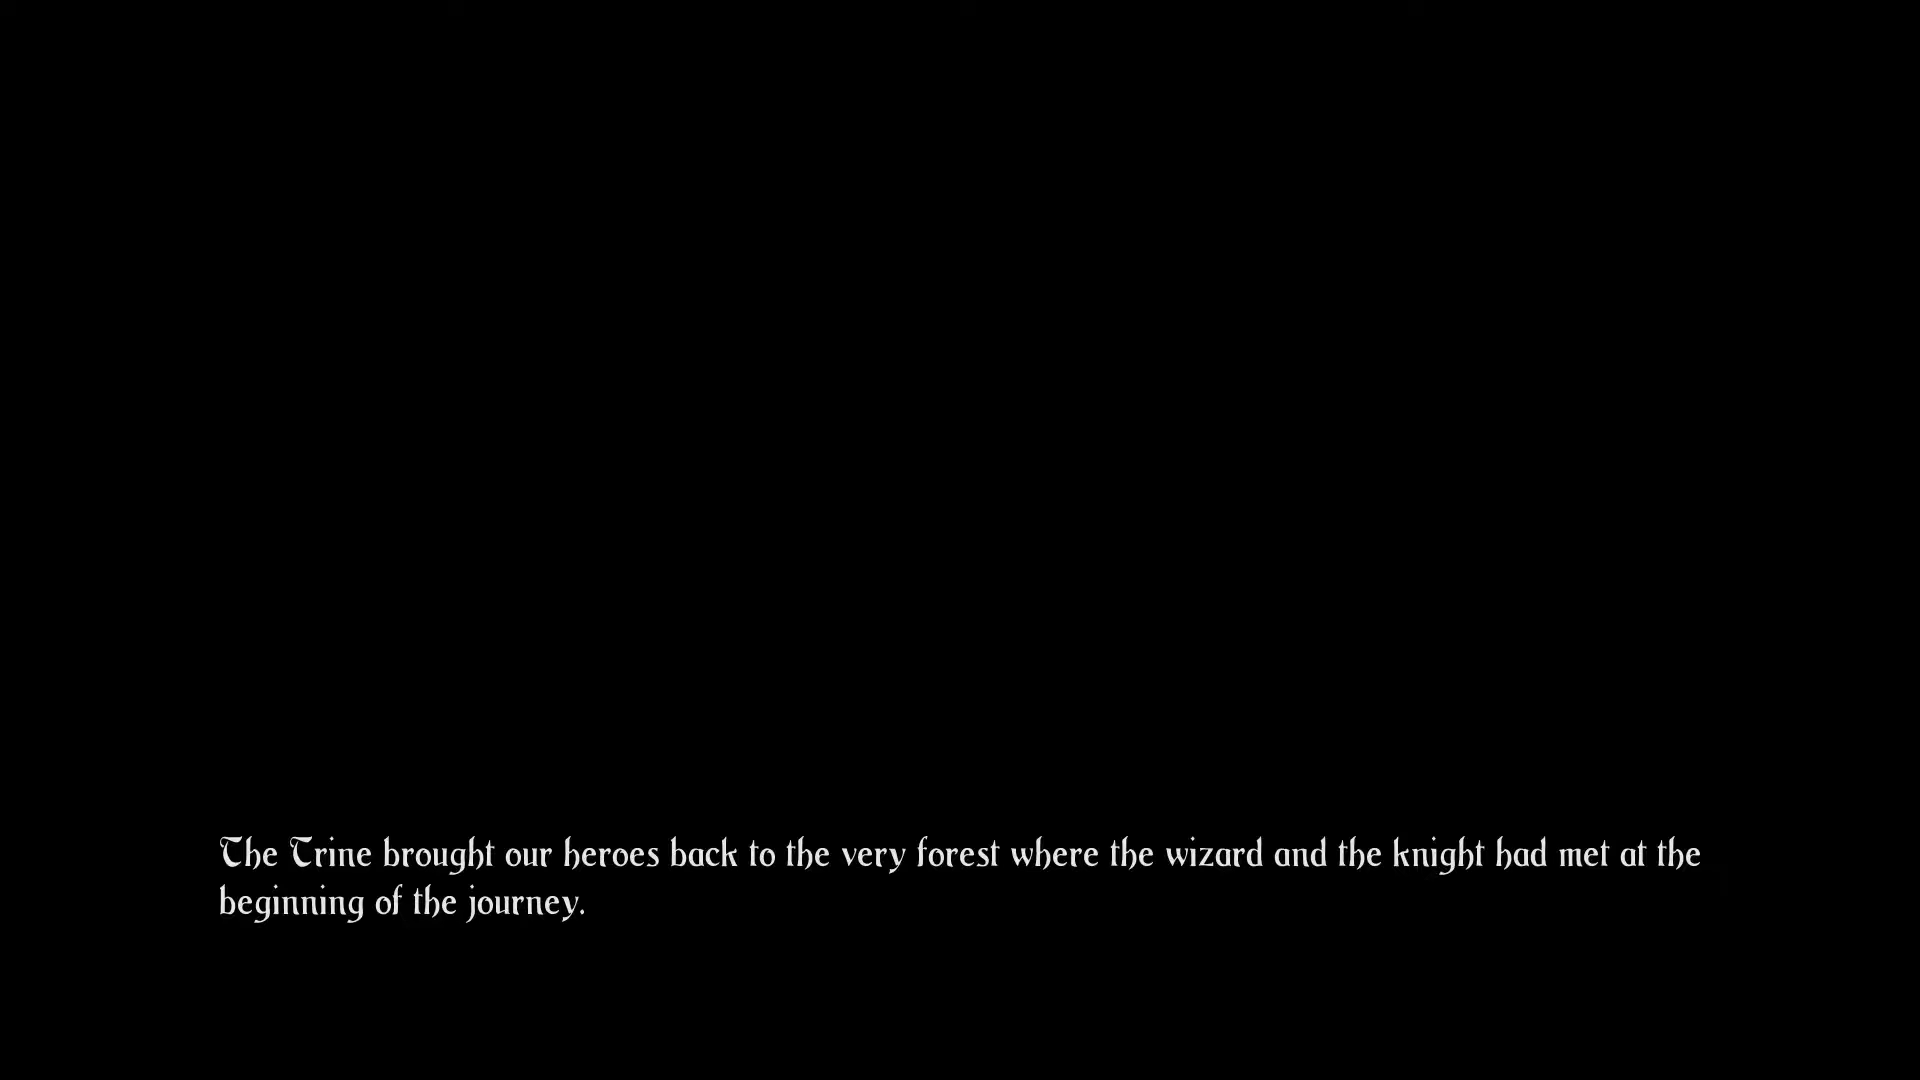 The Trine brought our heroes back to the very forest where the wizard and the knight had met at the
beginning of the journey.